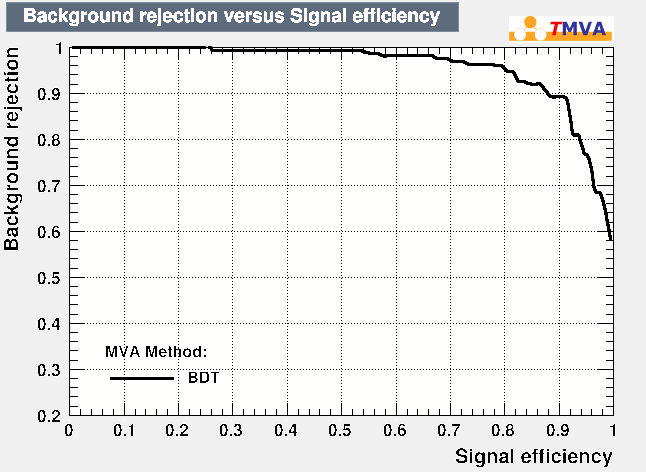 Background rejection versus Signal efficiency
TMVA
Background rejection
1
0.9
0.8
0.7
0.6
0.5
0.4
0.3
0.2
MVA Method:
BDT
0 0.1 0.2 0.3 0.4 0.5 0.6 0.7 0.8 0.9 1
Signal efficiency